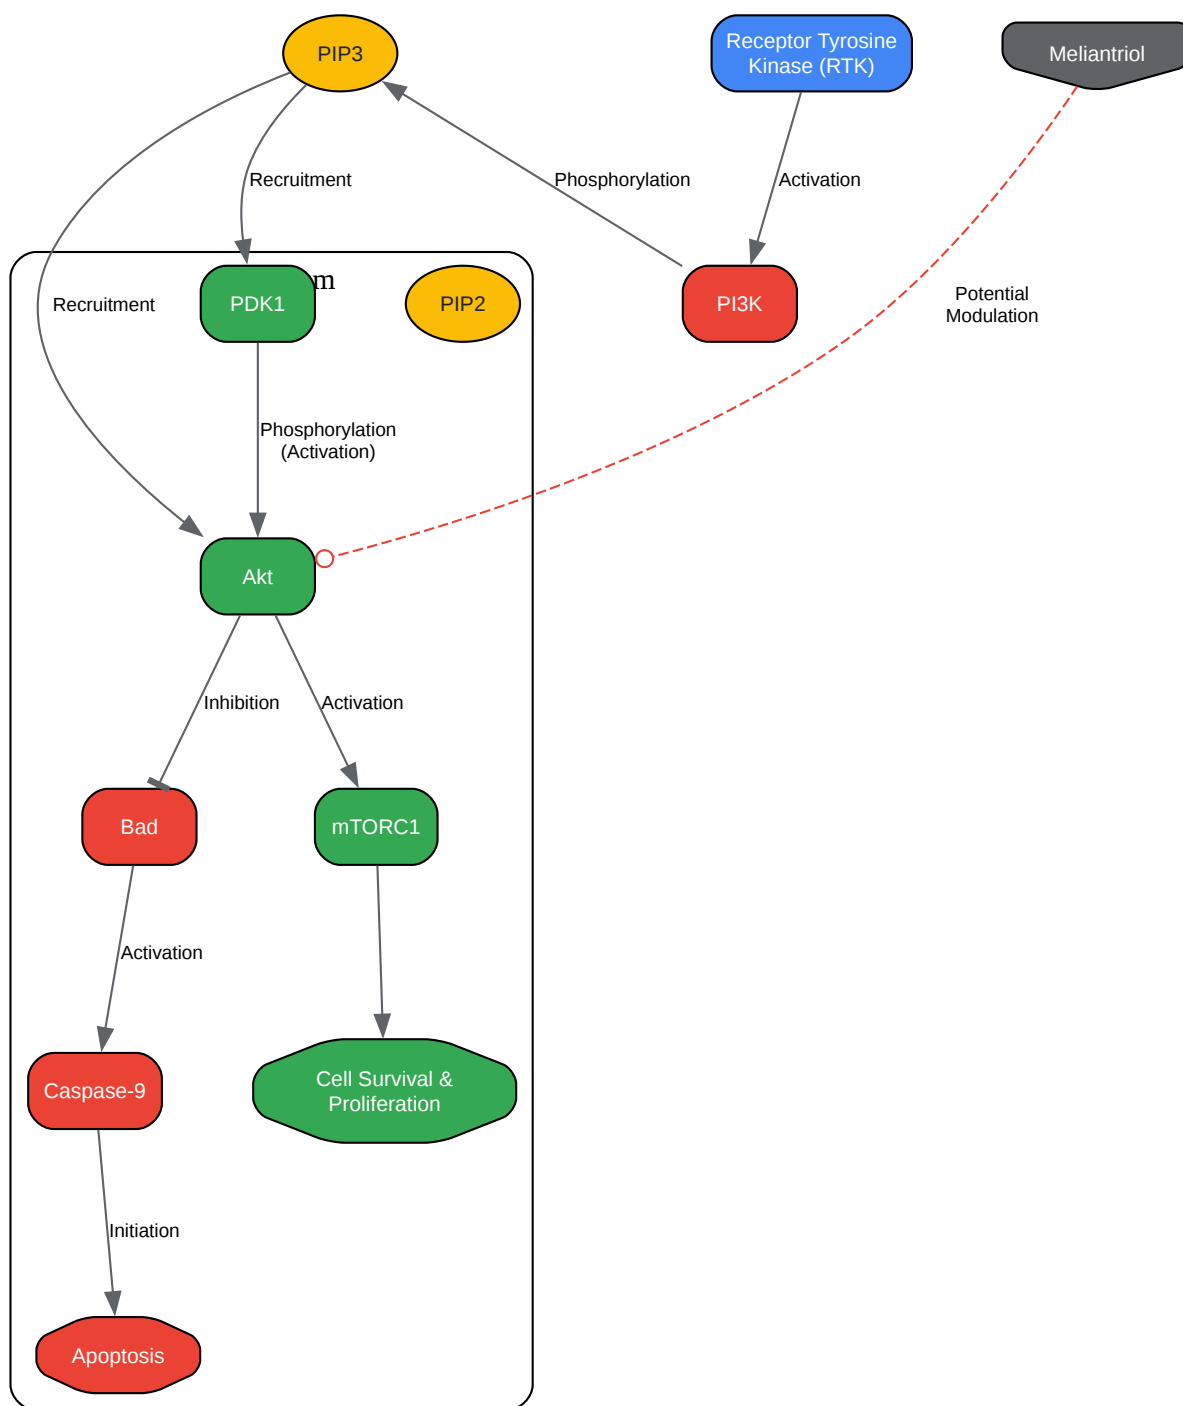 PIP3
Receptor Tyrosine
Kinase (RTK)
Meliantriol
Recruitment
Phosphorylation
Activation
Recruitment
PDK1
m
PIP2
PI3K
Potential
Modulation
Phosphorylation
(Activation)
Akt
Inhibition
Activation
Bad
mTORC1
Activation
Caspase-9
Cell Survival &
Proliferation
Initiation
Apoptosis